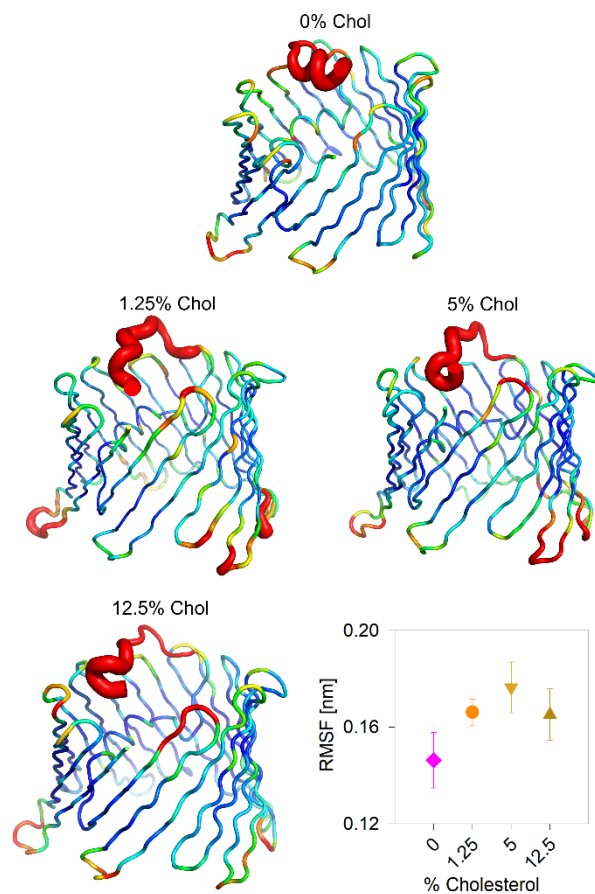 0% Chol
1.25% Chol
5% Chol
12.5% Chol
0.20
0.16
0.12
RMSF [nm]
0
1.25
5
12.5
% Cholesterol